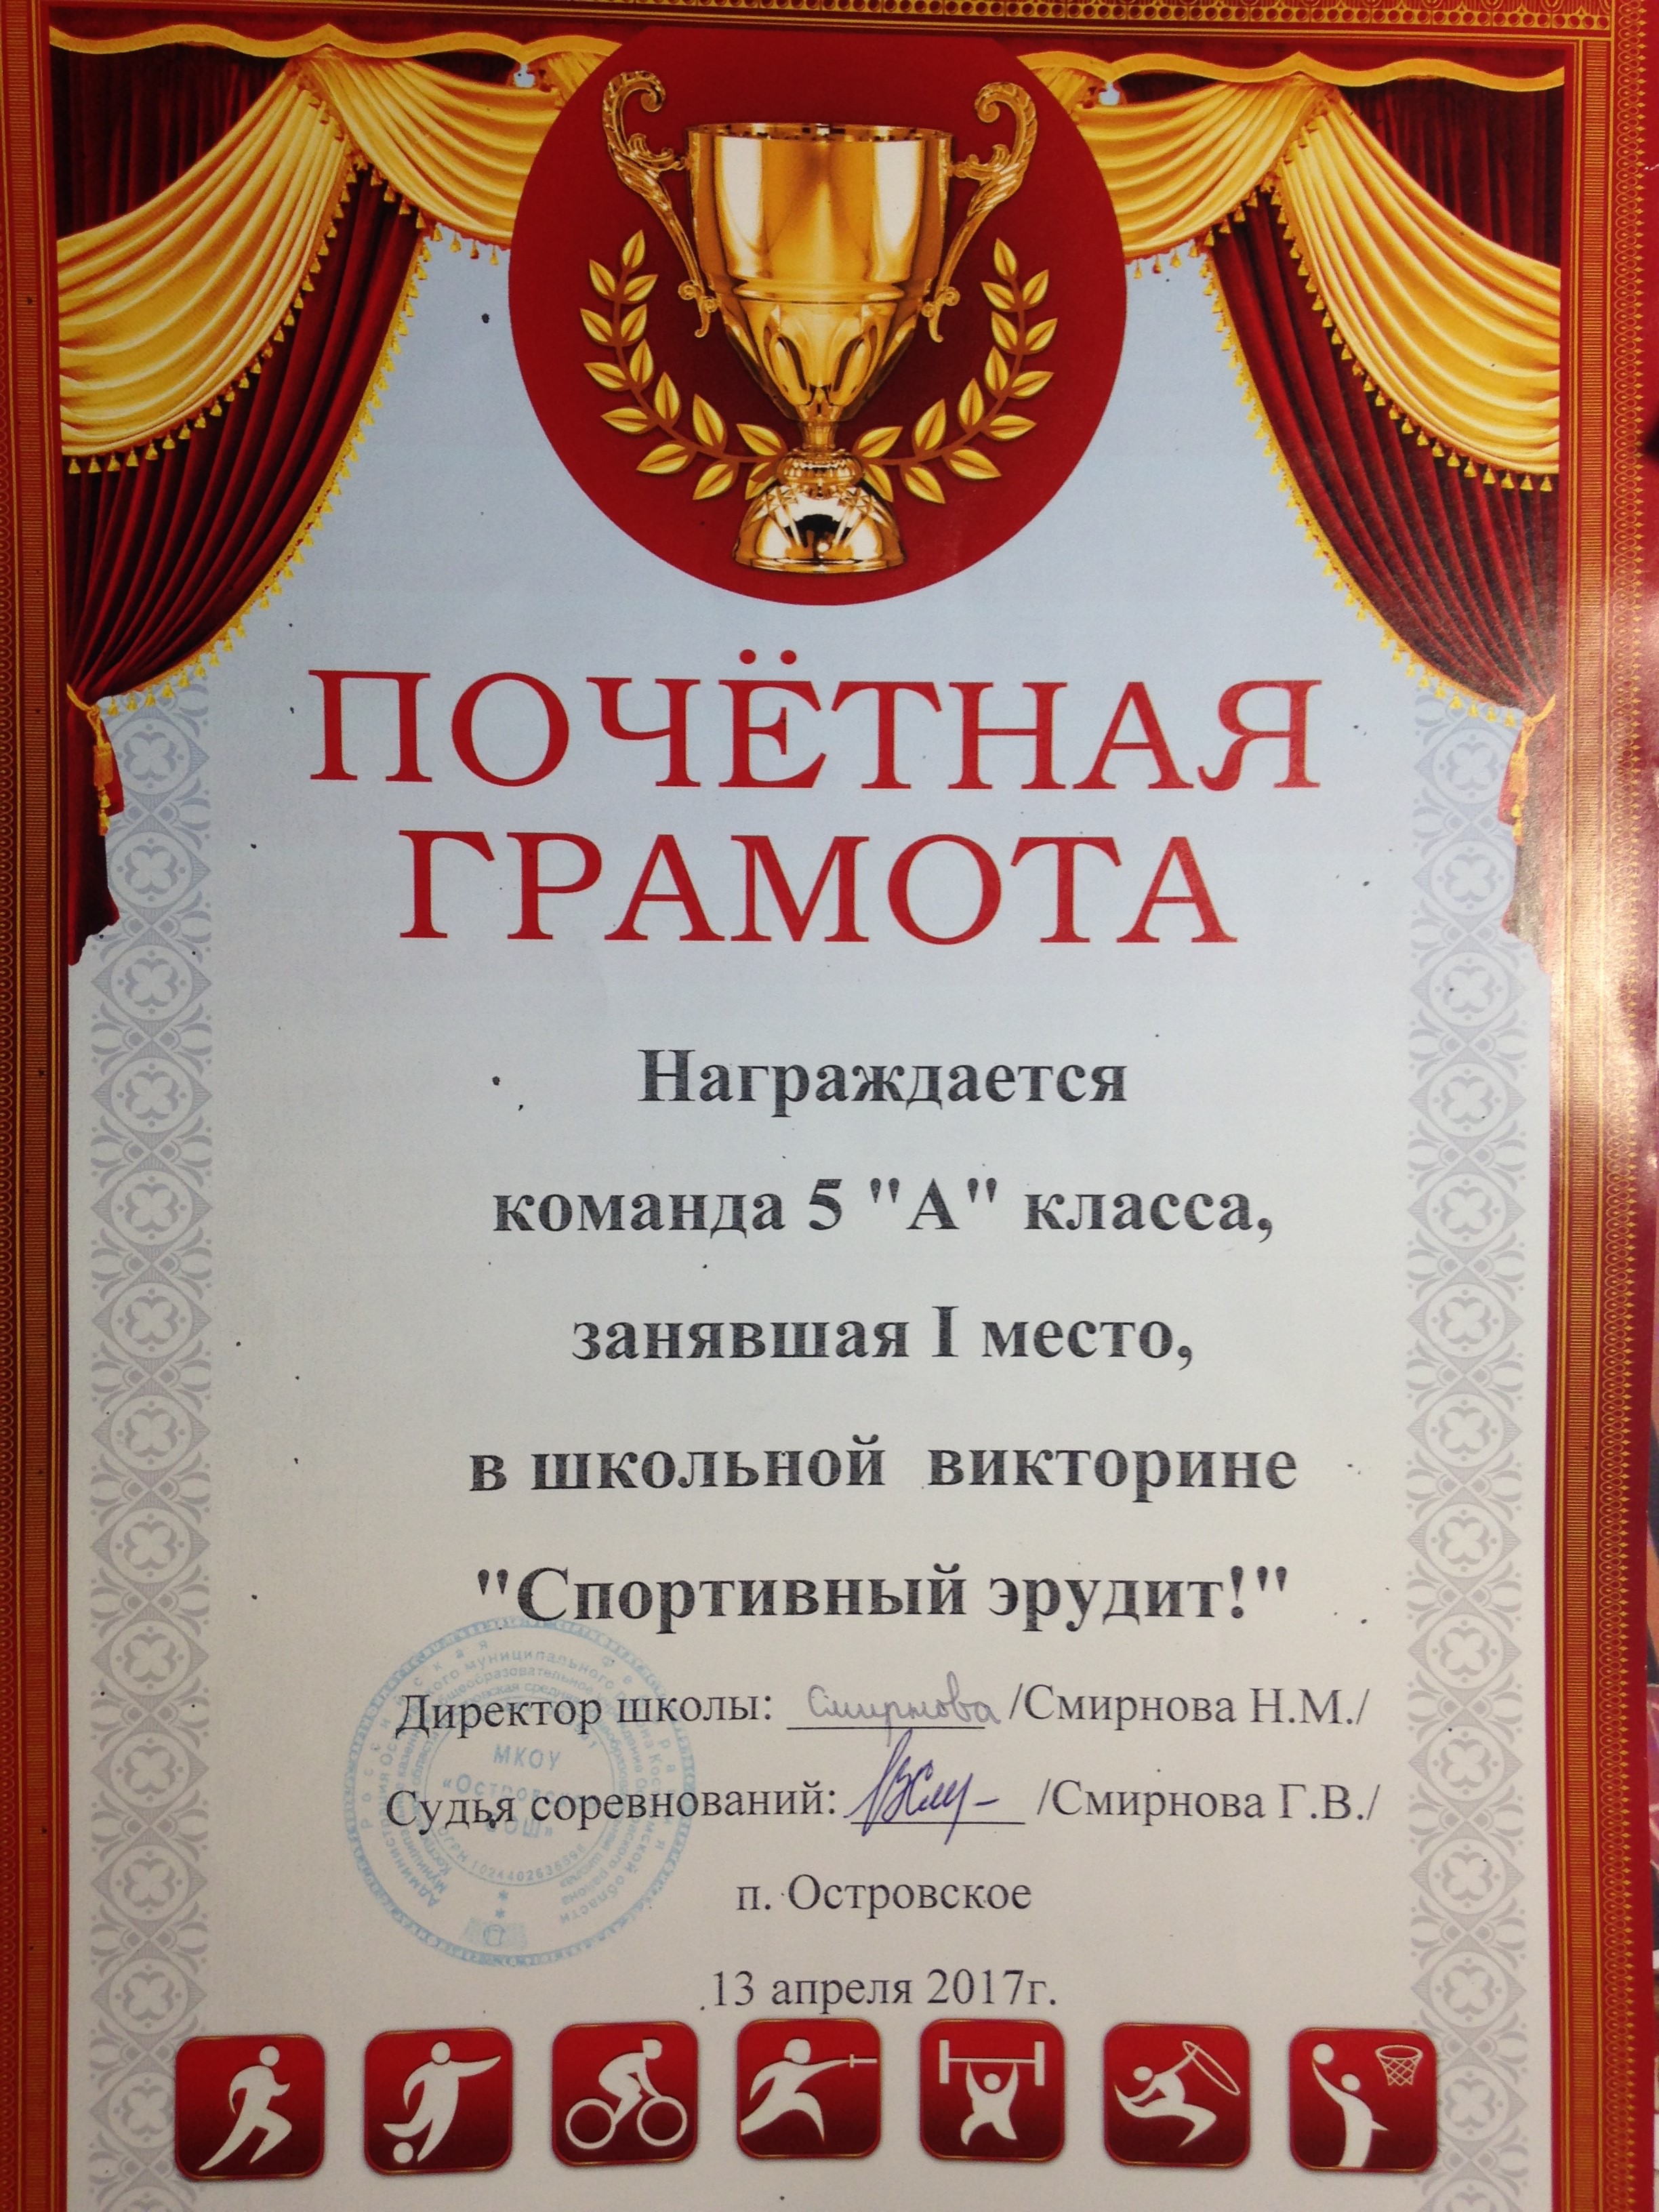 ПОЧЁТНАЯ
ГРАМОТА
Награждается
команда 5 "А" класса,
занявшая I место,
в школьной викторине
"Спортивный эрудит!"
Директор школы: Смирнова /Смирнова Н.М./
Судья соревнований: /Смирнова Г.В./
п. Островское
13 апреля 2017г.
МКОУ